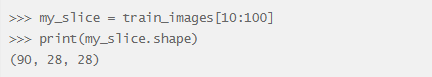 >>> my_slice = train_images[10:100]
>>> print(my_slice.shape)
(90, 28, 28)